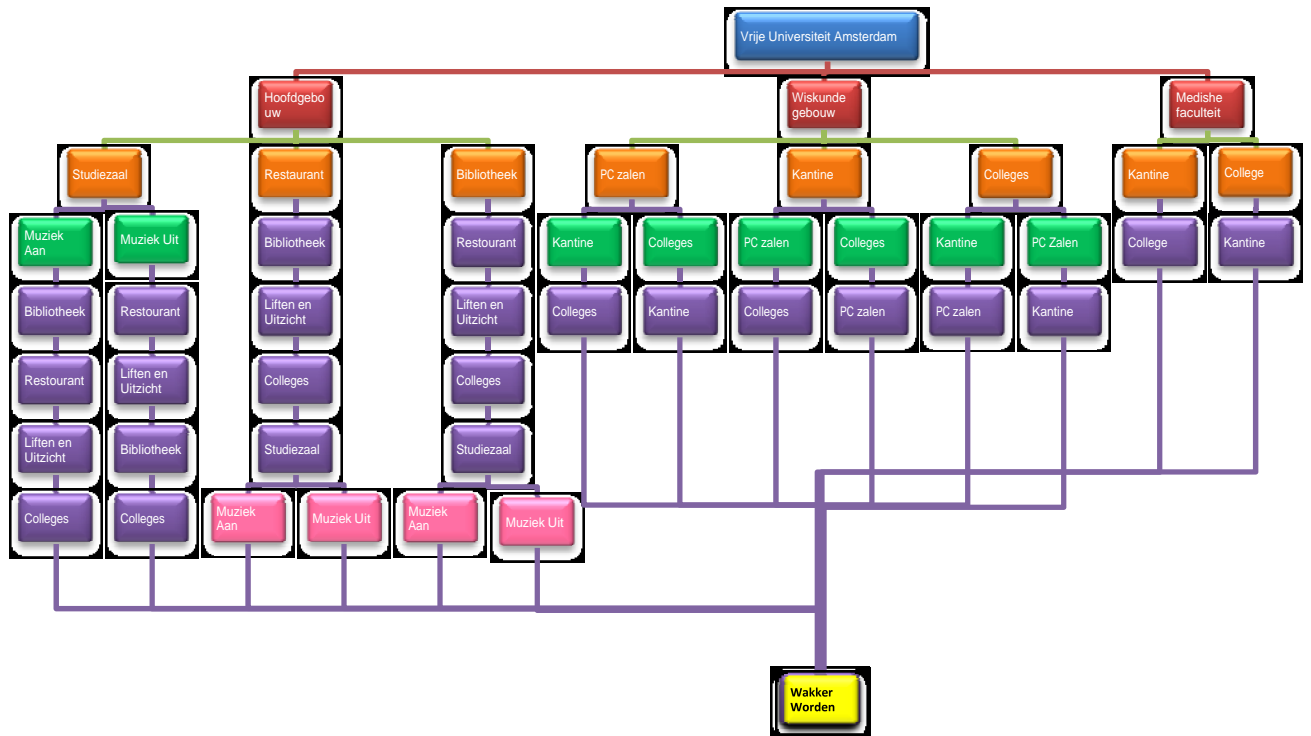 Vrije Universiteit Amsterdam
Hoofdgebo
uw
Wiskunde
gebouw
Medishe
faculteit
Studiezaal
Restaurant
Bibliotheek
PC zalen
Kantine
Colleges
Kantine
College
Muziek
Aan
Muziek Uit
Bibliotheek
Restourant
Kantine
Colleges
PC zalen
Colleges
Kantine
PC Zalen
College
Kantine
Bibliotheek
Restourant
Liften en
Uitzicht
Liften en
Uitzicht
Colleges
Kantine
Colleges
PC zalen
PC zalen
Kantine
Restourant
Liften en
Uitzicht
Colleges
Colleges
Liften en
Uitzicht
Bibliotheek
Studiezaal
Studiezaal
Colleges
Colleges
Muziek
Aan
Muziek Uit
Muziek
Aan
Muziek Uit
Wakker
Worden